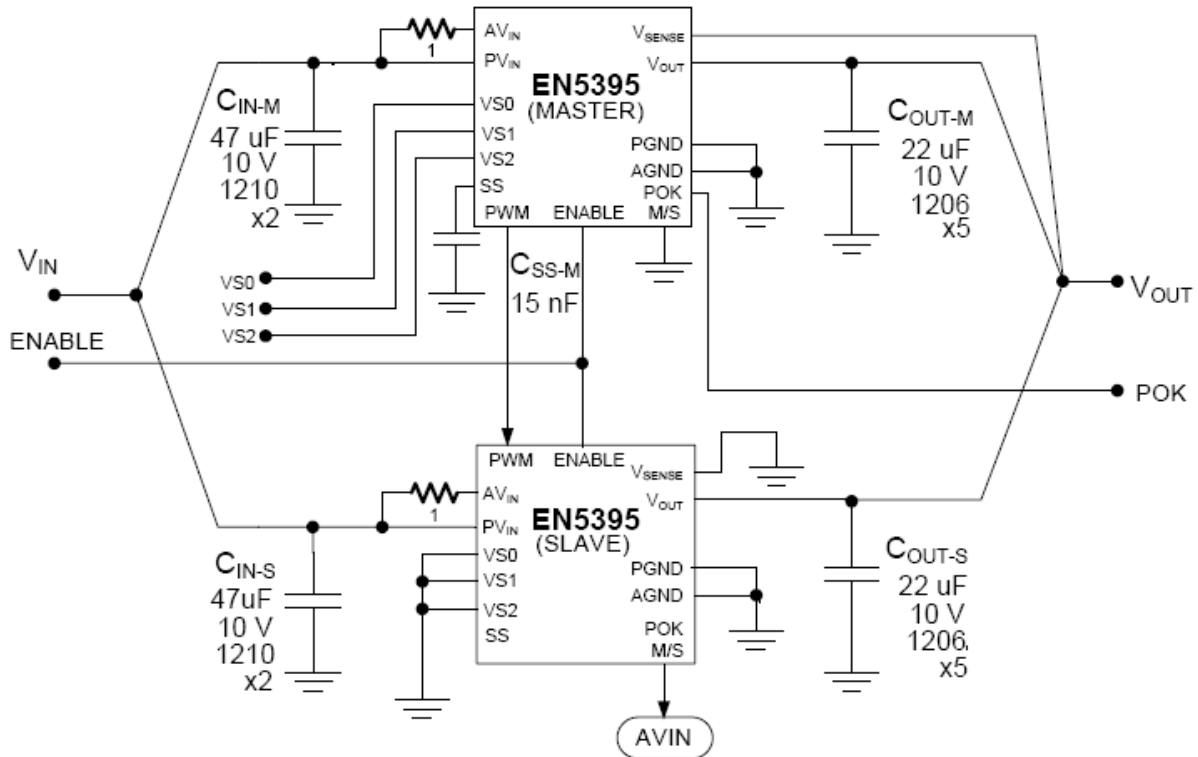 AVIN
PVIN
VS0
VS1
VS2
SS
PWM
ENABLE
M/S
EN5395
(MASTER)
VSENSE
VOUT
PGND
AGND
POK
1
CIN-M
47 uF
10 V
1210
x2
COUT-M
22 uF
10 V
1206
x5
VIN
ENABLE
VS0
VS1
VS2
CSS-M
15 nF
VOUT
POK
PWM
ENABLE
AVIN
PVIN
VS0
VS1
VS2
SS
EN5395
(SLAVE)
VSENSE
VOUT
PGND
AGND
POK
M/S
1
CIN-S
47uF
10 V
1210
x2
COUT-S
22 uF
10 V
1206
x5
AVIN